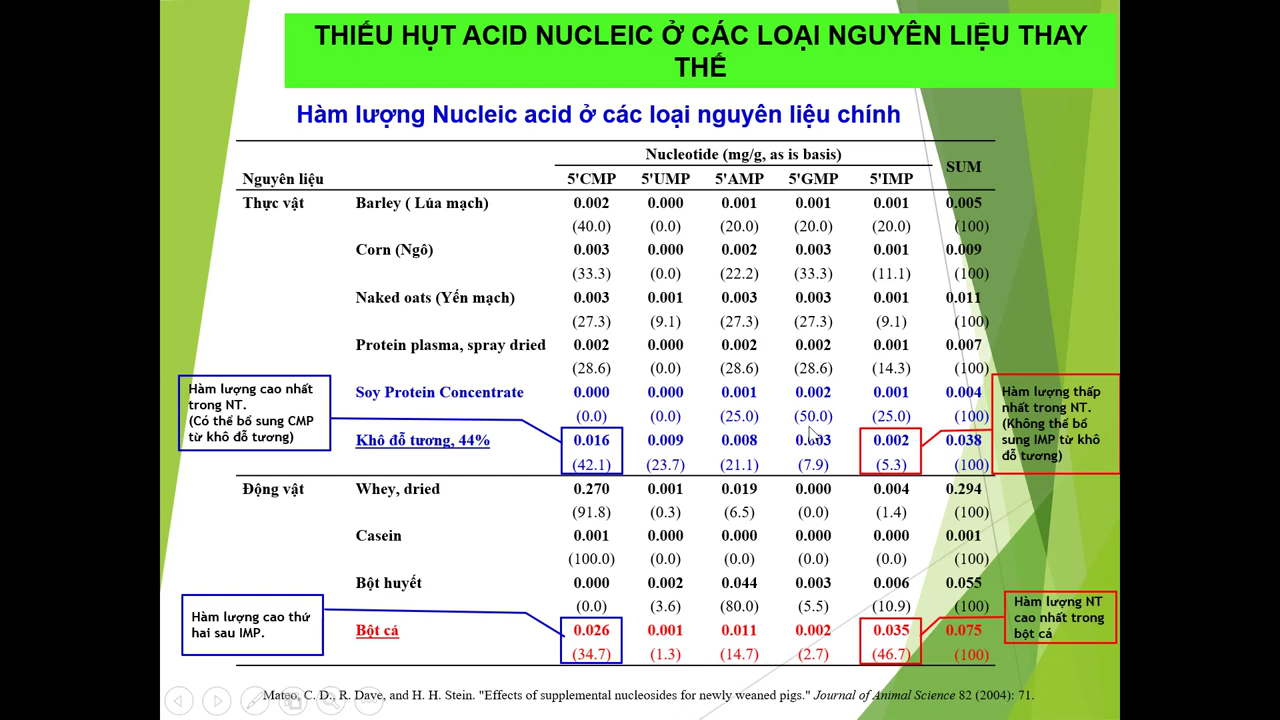 THIẾU HỤT ACID NUCLEIC Ở CÁC LOẠI NGUYÊN LIỆU THAY
THẾ
Hàm lượng Nucleic acid ở các loại nguyên liệu chính
Nucleotide (mg/g, as is basis)
SUM
Nguyên liệu 5'CMP 5'UMP 5'AMP 5'GMP 5'IMP
Thực vật Barley ( Lúa mạch) 0.002 0.000 0.001 0.001 0.001 0.005
(40.0) (0.0) (20.0) (20.0) (20.0) (100)
Corn (Ngô) 0.003 0.000 0.002 0.003 0.001 0.009
(33.3) (0.0) (22.2) (33.3) (11.1) (100)
Naked oats (Yến mạch) 0.003 0.001 0.003 0.003 0.001 0.011
(27.3) (9.1) (27.3) (27.3) (9.1) (100)
Protein plasma, spray dried 0.002 0.000 0.002 0.002 0.001 0.007
(28.6) (0.0) (28.6) (28.6) (14.3) (100)
Soy Protein Concentrate 0.000 0.000 0.001 0.002 0.001 0.004
(0.0) (0.0) (25.0) (50.0) (25.0) (100)
Khô đỗ tương, 44% 0.016 0.009 0.008 0.003 0.002 0.038
(42.1) (23.7) (21.1) (7.9) (5.3) (100)
Động vật Whey, dried 0.270 0.001 0.019 0.000 0.004 0.294
(91.8) (0.3) (6.5) (0.0) (1.4) (100)
Casein 0.001 0.000 0.000 0.000 0.000 0.001
(100.0) (0.0) (0.0) (0.0) (0.0) (100)
Bột huyết 0.000 0.002 0.044 0.003 0.006 0.055
(0.0) (3.6) (80.0) (5.5) (10.9) (100)
Bột cá 0.026 0.001 0.011 0.002 0.035 0.075
(34.7) (1.3) (14.7) (2.7) (46.7) (100)
Hàm lượng cao nhất
trong NT.
(Có thể bổ sung CMP
từ khô đỗ tương)
Hàm lượng thấp
nhất trong NT.
(Không thể bổ
sung IMP từ khô
đỗ tương)
Hàm lượng cao thứ
hai sau IMP.
Hàm lượng NT
cao nhất trong
bột cá
Mateo, C. D., R. Dave, and H. H. Stein. "Effects of supplemental nucleosides for newly weaned pigs." Journal of Animal Science 82 (2004): 71.